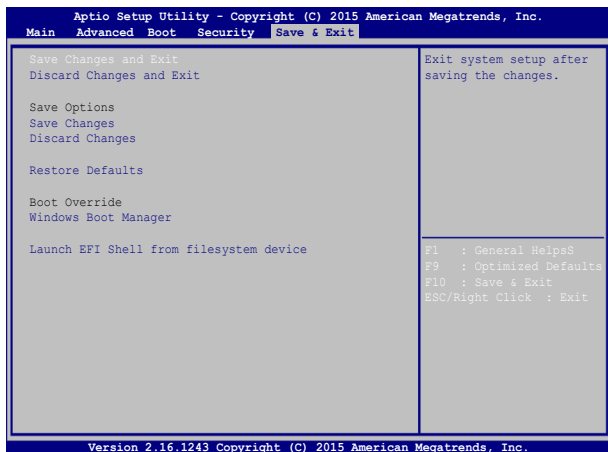 Aptio Setup Utility - Copyright (C) 2015 American Megatrends, Inc.
Main Advanced Boot Security Save & Exit
Save Changes and Exit
Discard Changes and Exit
Save Options
Save Changes
Discard Changes
Restore Defaults
Boot Override
Windows Boot Manager
Launch EFI Shell from filesystem device
Exit system setup after
saving the changes.
F1 : General HelpsS
F9 : Optimized Defaults
F10 : Save & Exit
ESC/Right Click : Exit
Version 2.16.1243 Copyright (C) 2015 American Megatrends, Inc.